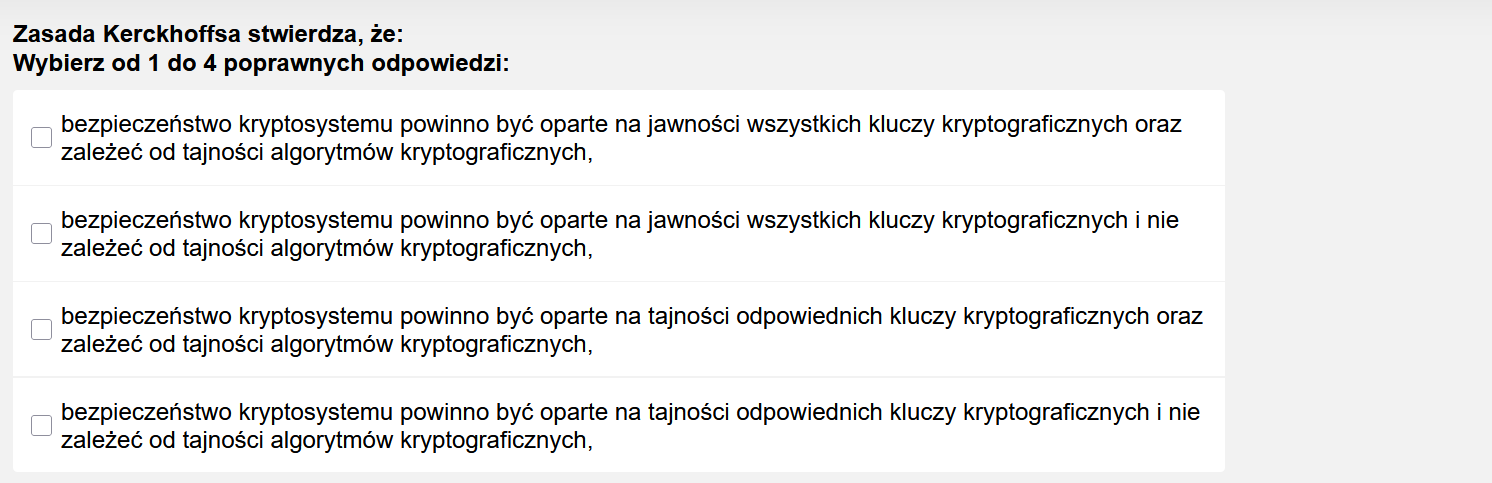 Zasada Kerckhoffsa stwierdza, że:
Wybierz od 1 do 4 poprawnych odpowiedzi:
bezpieczeństwo kryptosystemu powinno być oparte na jawności wszystkich kluczy kryptograficznych oraz
zależeć od tajności algorytmów kryptograficznych,
bezpieczeństwo kryptosystemu powinno być oparte na jawności wszystkich kluczy kryptograficznych i nie
zależeć od tajności algorytmów kryptograficznych,
bezpieczeństwo kryptosystemu powinno być oparte na tajności odpowiednich kluczy kryptograficznych oraz
zależeć od tajności algorytmów kryptograficznych,
bezpieczeństwo kryptosystemu powinno być oparte na tajności odpowiednich kluczy kryptograficznych i nie
zależeć od tajności algorytmów kryptograficznych,